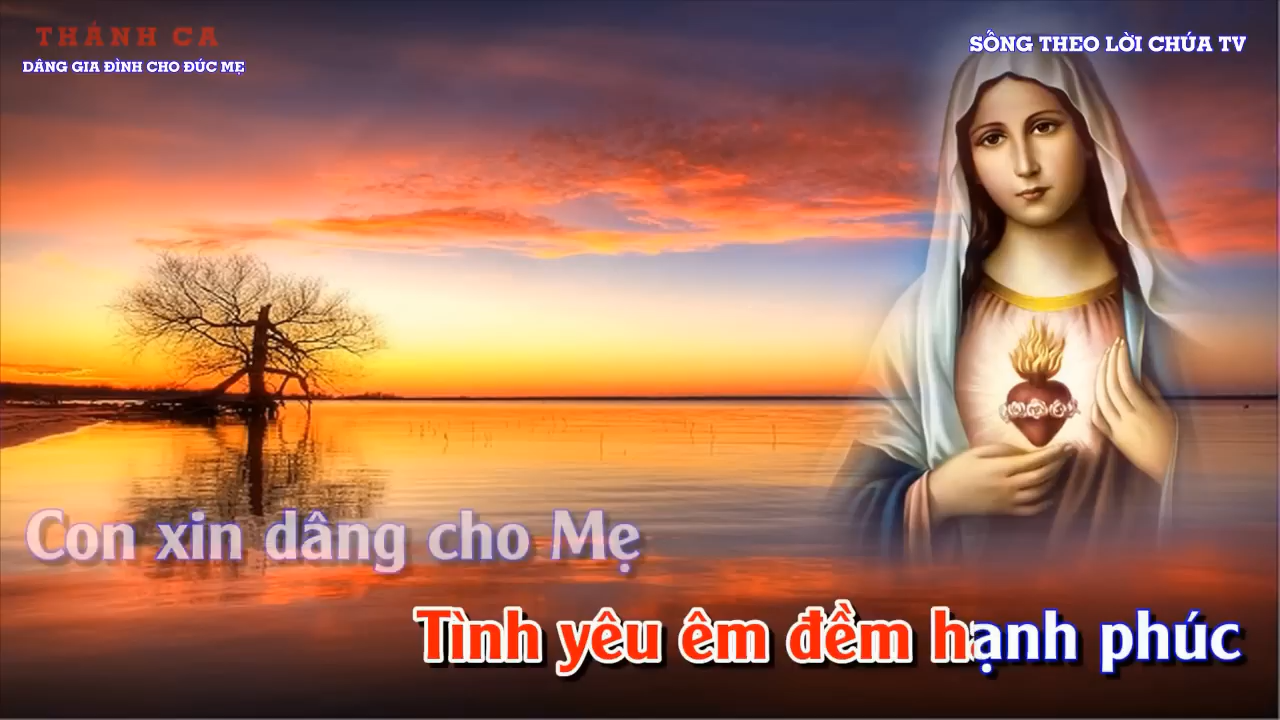 THÁNH CA
DÂNG GIA ĐÌNH CHO ĐỨC MẸ
SỐNG THEO LỜI CHÚA TV
Con xin dâng cho Mẹ
Tình yêu êm đềm hạnh phúc